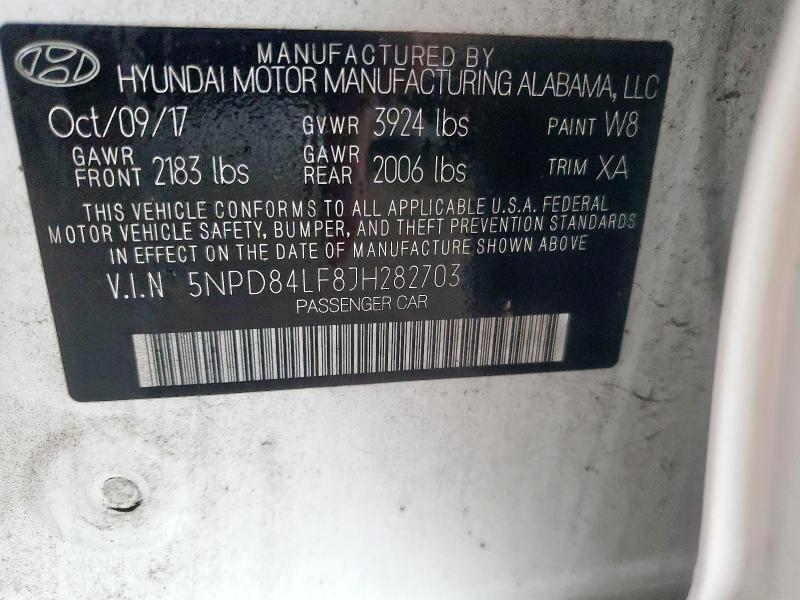 MANUFACTURED BY
HYUNDAI MOTOR MANUFACTURING ALABAMA, LLC
Oct/09/17 GVWR 3924 lbs PAINT W8
GAWR FRONT 2183 lbs GAWR REAR 2006 lbs TRIM XA
THIS VEHICLE CONFORMS TO ALL APPLICABLE U.S.A. FEDERAL
MOTOR VEHICLE SAFETY, BUMPER, AND THEFT PREVENTION STANDARDS
IN EFFECT ON THE DATE OF MANUFACTURE SHOWN ABOVE
V.I.N 5NPD84LF8JH282703
PASSENGER CAR